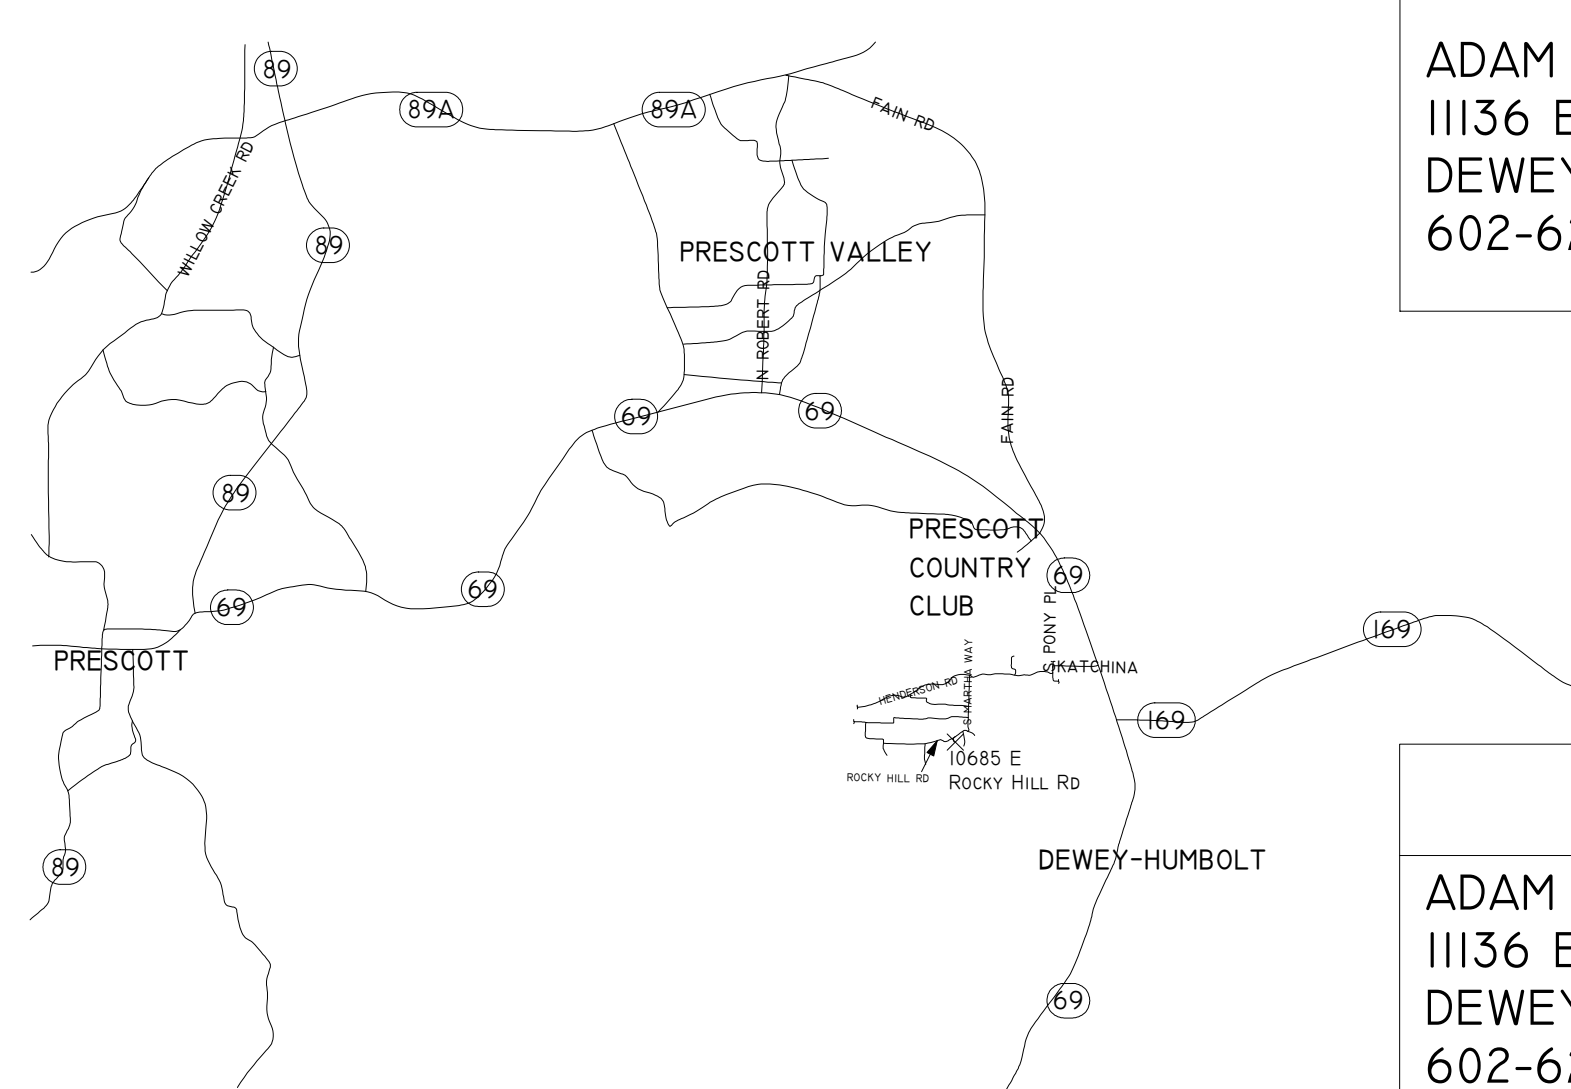 89
89A
89A
FAIN RD
WILLOW CREEK RD
89
PRESCOTT VALLEY
N ROBERT RD
69
69
FAIN RD
89
PRESCOTT
COUNTRY
CLUB
69
69
69
S PONY PL
169
PRESCOTT
KATCHINA
HENDERSON RD
S MARTHA WAY
169
10685 E
ROCKY HILL RD
ROCKY HILL RD
DEWEY-HUMBOLT
89
69
ADAM
11136 E
DEWEY
602-62
ADAM
11136 E
DEWEY
602-62